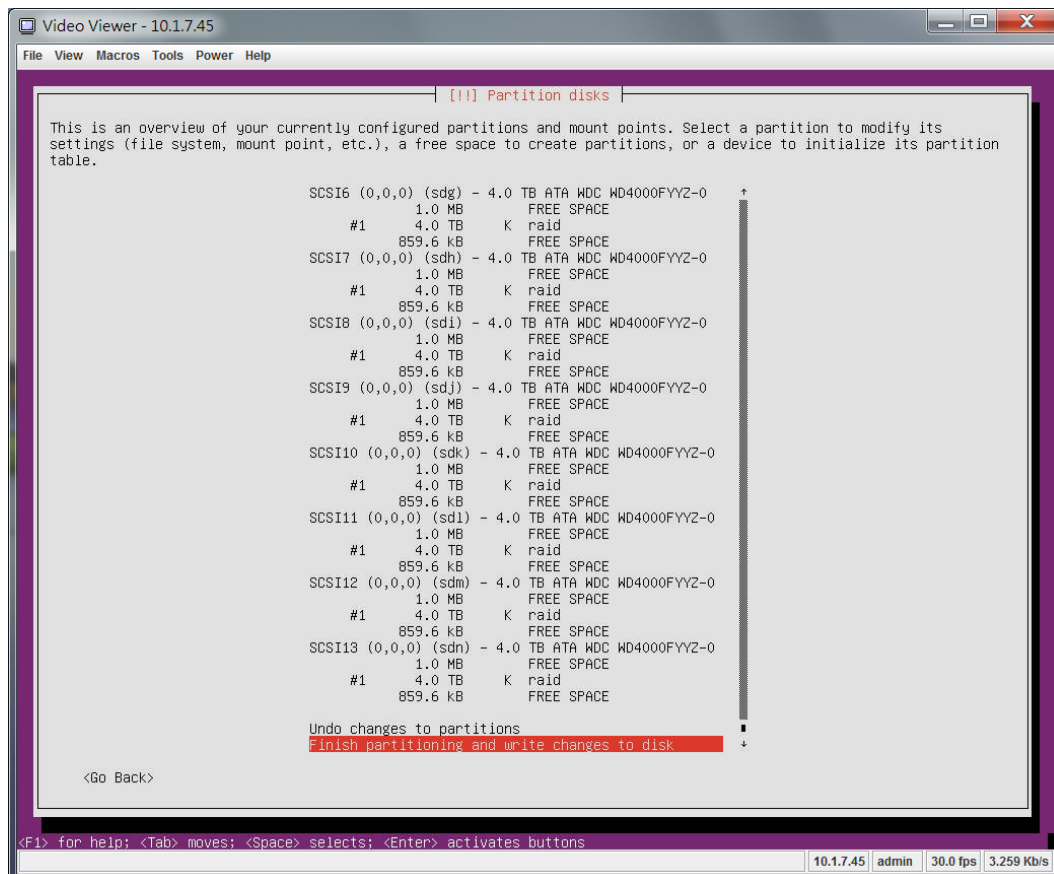 Video Viewer - 10.1.7.45
File View Macros Tools Power Help
[!!] Partition disks
This is an overview of your currently configured partitions and mount points. Select a partition to modify its
settings (file system, mount point, etc.), a free space to create partitions, or a device to initialize its partition
table.
SCSI6 (0,0,0) (sdg) - 4.0 TB ATA WDC WD4000FYYZ-0
1.0 MB FREE SPACE
#1 4.0 TB K raid
859.6 kB FREE SPACE
SCSI7 (0,0,0) (sdh) - 4.0 TB ATA WDC WD4000FYYZ-0
1.0 MB FREE SPACE
#1 4.0 TB K raid
859.6 kB FREE SPACE
SCSI8 (0,0,0) (sdi) - 4.0 TB ATA WDC WD4000FYYZ-0
1.0 MB FREE SPACE
#1 4.0 TB K raid
859.6 kB FREE SPACE
SCSI9 (0,0,0) (sdj) - 4.0 TB ATA WDC WD4000FYYZ-0
1.0 MB FREE SPACE
#1 4.0 TB K raid
859.6 kB FREE SPACE
SCSI10 (0,0,0) (sdk) - 4.0 TB ATA WDC WD4000FYYZ-0
1.0 MB FREE SPACE
#1 4.0 TB K raid
859.6 kB FREE SPACE
SCSI11 (0,0,0) (sdl) - 4.0 TB ATA WDC WD4000FYYZ-0
1.0 MB FREE SPACE
#1 4.0 TB K raid
859.6 kB FREE SPACE
SCSI12 (0,0,0) (sdm) - 4.0 TB ATA WDC WD4000FYYZ-0
1.0 MB FREE SPACE
#1 4.0 TB K raid
859.6 kB FREE SPACE
SCSI13 (0,0,0) (sdn) - 4.0 TB ATA WDC WD4000FYYZ-0
1.0 MB FREE SPACE
#1 4.0 TB K raid
859.6 kB FREE SPACE
Undo changes to partitions
Finish partitioning and write changes to disk
<Go Back>
<F1> for help; <Tab> moves; <Space> selects; <Enter> activates buttons
10.1.7.45 admin 30.0 fps 3.259 Kb/s